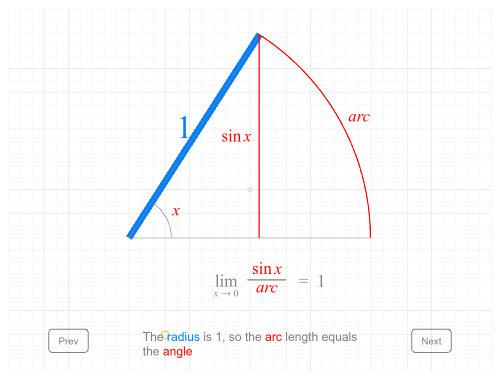 1
sin x
arc
x
lim x → 0 sin x / arc = 1
Prev
The radius is 1, so the arc length equals
the angle
Next